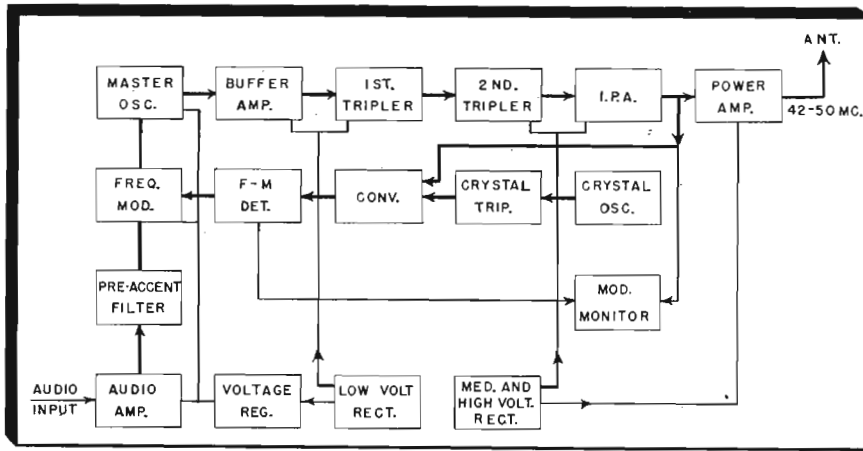 ANT.
MASTER
OSC.
BUFFER
AMP.
1ST.
TRIPLER
2ND.
TRIPLER
I.P.A.
POWER
AMP.
42-50 MC.
FREQ.
MOD.
F-M
DET.
CONV.
CRYSTAL
TRIP.
CRYSTAL
OSC.
PRE-ACCENT
FILTER
MOD.
MONITOR
AUDIO
INPUT
AUDIO
AMP.
VOLTAGE
REG.
LOW VOLT
RECT.
MED. AND
HIGH VOLT.
RECT.